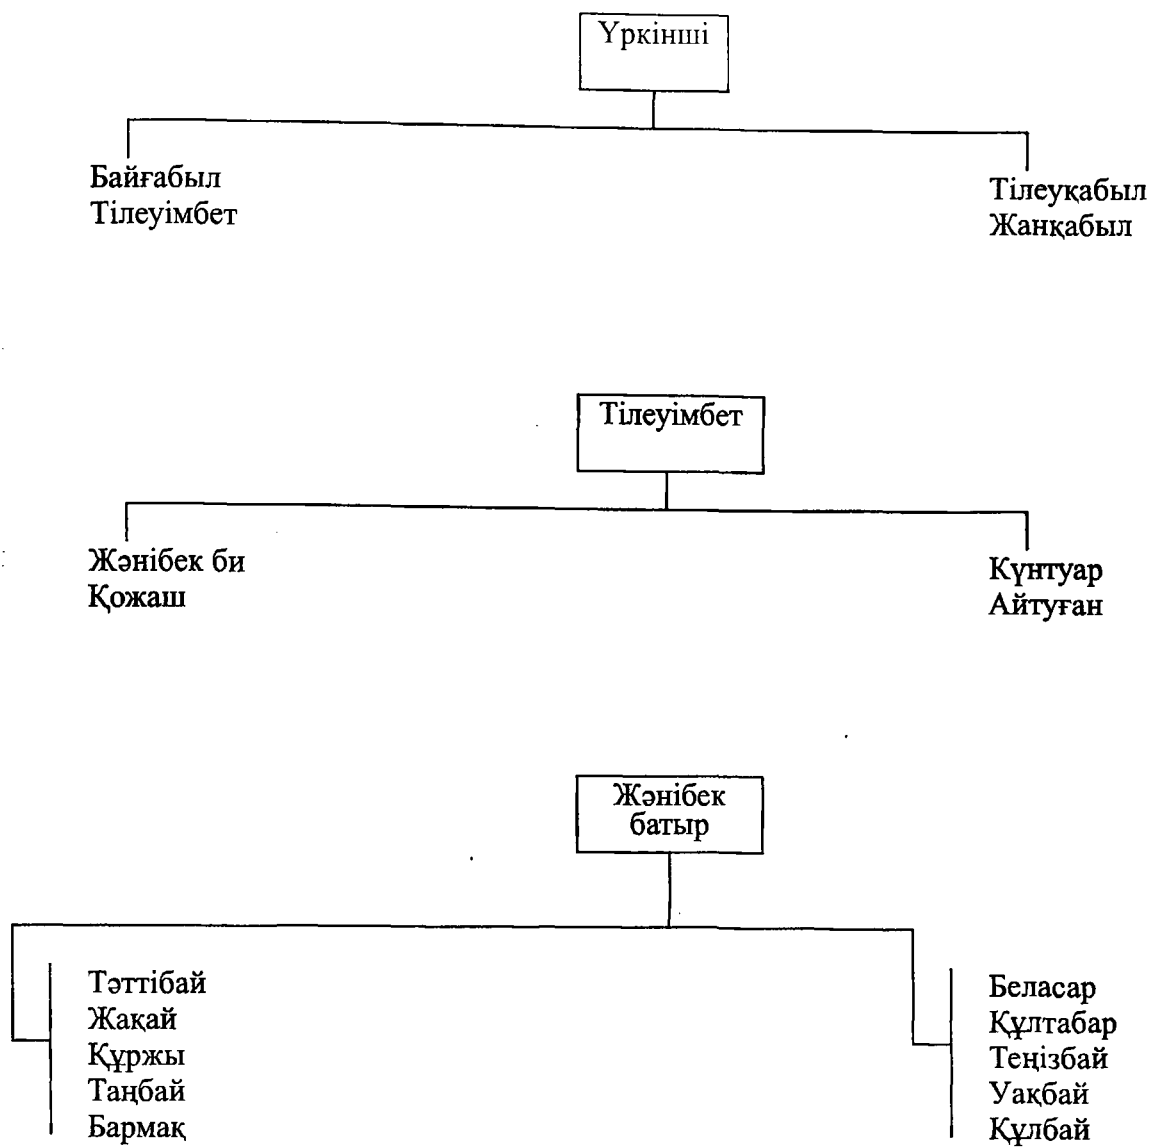 Үркінші
Байғабыл
Тілеуімбет
Тілеуқабыл
Жанқабыл
Тілеуімбет
Жәнібек би
Қожаш
Күнтуар
Айтуған
Жәнібек
батыр
Тәттібай
Жақай
Құржы
Таңбай
Бармақ
Беласар
Құлтабар
Теңізбай
Уақбай
Құлбай